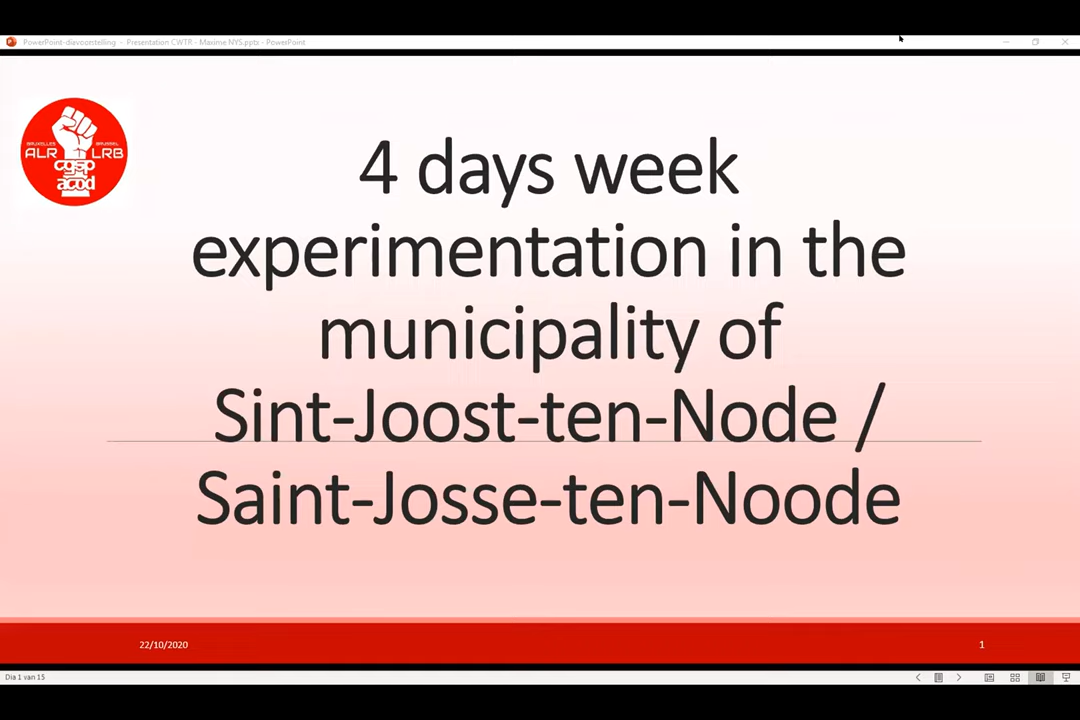 PowerPoint-dievoorstelling - Presentation CWTR - Maxime NYS.pptx - PowerPoint
BRUXELLES BRUSSEL
ALR LRB
cgsp
acod
4 days week
experimentation in the
municipality of
Sint-Joost-ten-Node /
Saint-Josse-ten-Noode
22/10/2020
1
Dia 1 van 15